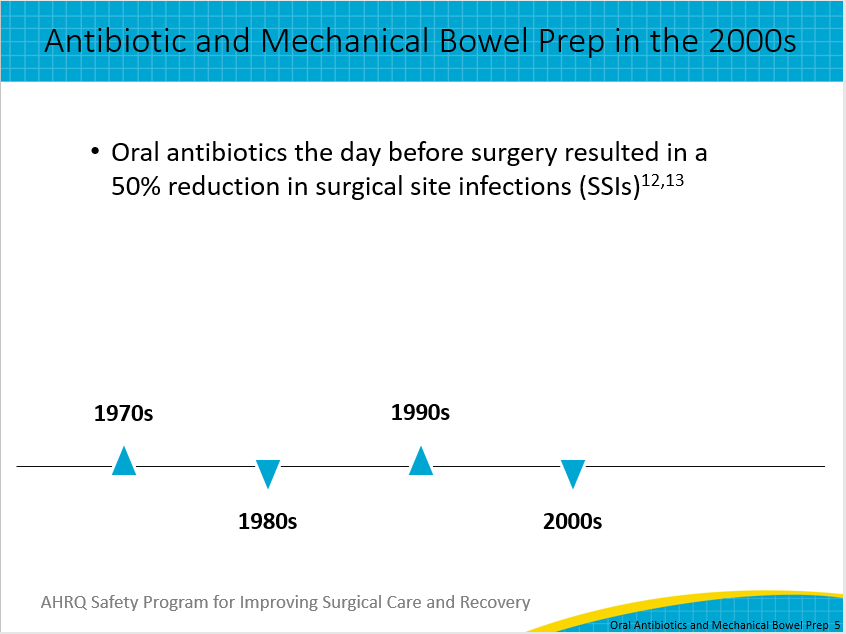 Antibiotic and Mechanical Bowel Prep in the 2000s
• Oral antibiotics the day before surgery resulted in a
50% reduction in surgical site infections (SSIs)12,13
1970s
1990s
1980s
2000s
AHRQ Safety Program for Improving Surgical Care and Recovery
Oral Antibiotics and Mechanical Bowel Prep 5